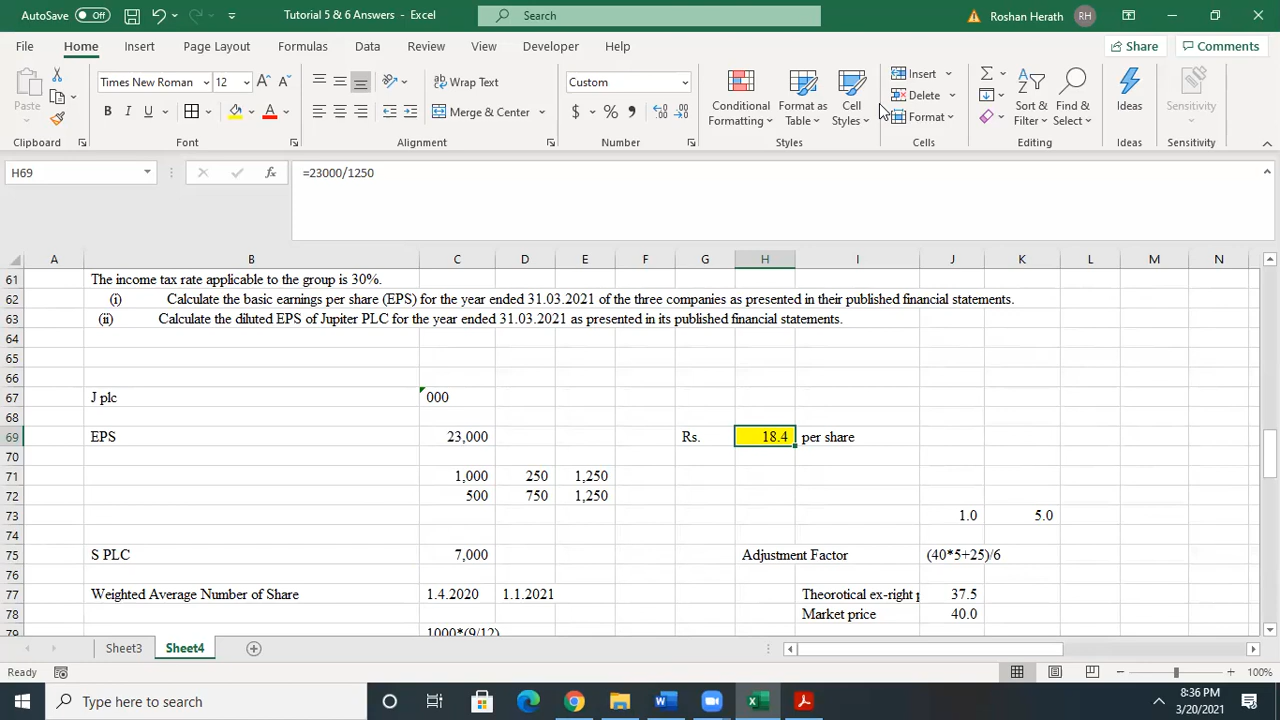 AutoSave Off Tutorial 5 & 6 Answers - Excel Search Roshan Herath RH
File Home Insert Page Layout Formulas Data Review View Developer Help Share Comments
Paste Times New Roman 12 A A Wrap Text Custom Conditional Formatting Format as Table Cell Styles Insert Delete Format Sort & Filter Find & Select Ideas Sensitivity
B I U A Merge & Center $ % ,
Clipboard Font Alignment Number Styles Cells Editing Ideas Sensitivity
H69 fx =23000/1250
A B C D E F G H I J K L M N
61 The income tax rate applicable to the group is 30%.
62 (i) Calculate the basic earnings per share (EPS) for the year ended 31.03.2021 of the three companies as presented in their published financial statements.
63 (ii) Calculate the diluted EPS of Jupiter PLC for the year ended 31.03.2021 as presented in its published financial statements.
64
65
66
67 J plc 000
68
69 EPS 23,000 Rs. 18.4 per share
70
71 1,000 250 1,250
72 500 750 1,250
73 1.0 5.0
74
75 S PLC 7,000 Adjustment Factor (40*5+25)/6
76
77 Weighted Average Number of Share 1.4.2020 1.1.2021 Theorotical ex-right p 37.5
78 Market price 40.0
79 1000*(9/12)
Sheet3 Sheet4
Ready 100%
Type here to search 8:36 PM
3/20/2021